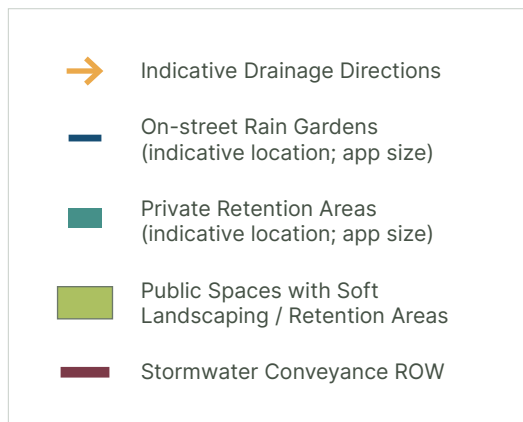 Indicative Drainage Directions
On-street Rain Gardens
(indicative location; app size)
Private Retention Areas
(indicative location; app size)
Public Spaces with Soft
Landscaping / Retention Areas
Stormwater Conveyance ROW